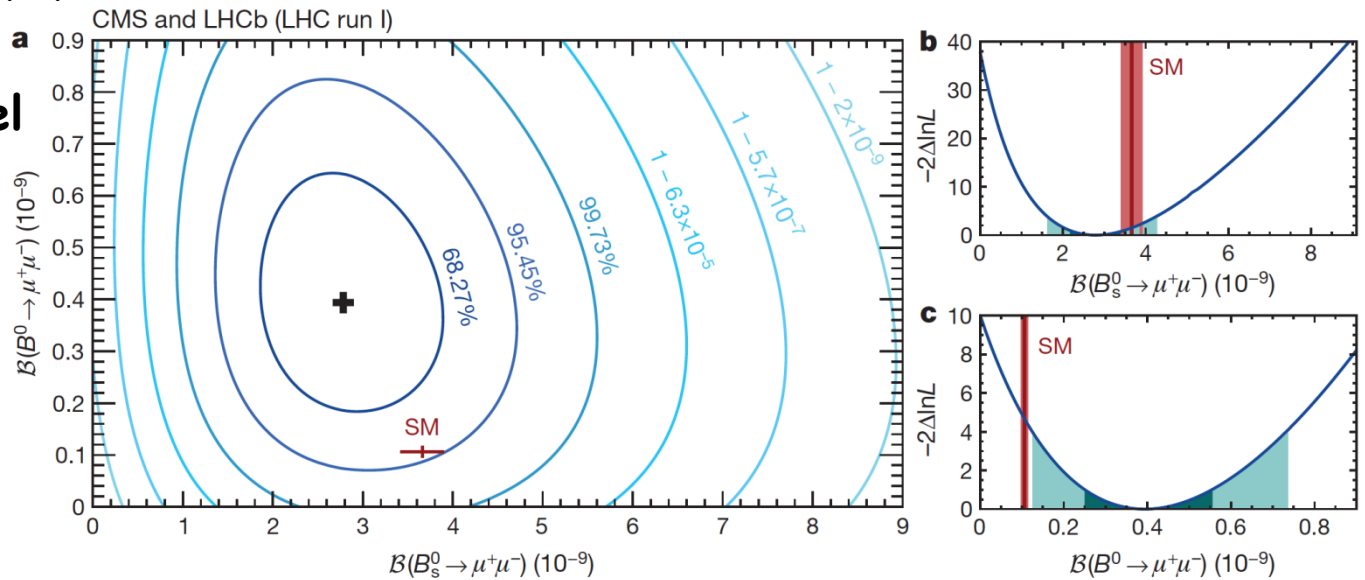 CMS and LHCb (LHC run I)
a
el
0.9
0.8
0.7
0.6
0.5
0.4
0.3
0.2
0.1
0
B(B⁰ → μ⁺μ⁻) (10⁻⁹)
68.27%
95.45%
99.73%
1 – 6.3×10⁻⁵
1 – 5.7×10⁻⁷
1 – 2×10⁻⁹
SM
0 1 2 3 4 5 6 7 8 9
B(B⁰ₛ → μ⁺μ⁻) (10⁻⁹)
b
40
30
20
10
0
−2ΔlnL
SM
0 2 4 6 8
B(B⁰ₛ → μ⁺μ⁻) (10⁻⁹)
c
10
8
6
4
2
0
−2ΔlnL
SM
0 0.2 0.4 0.6 0.8
B(B⁰ → μ⁺μ⁻) (10⁻⁹)